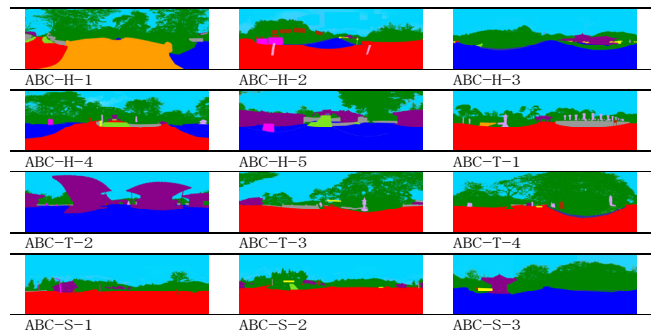 ABC-H-1 ABC-H-2 ABC-H-3
ABC-H-4 ABC-H-5 ABC-T-1
ABC-T-2 ABC-T-3 ABC-T-4
ABC-S-1 ABC-S-2 ABC-S-3